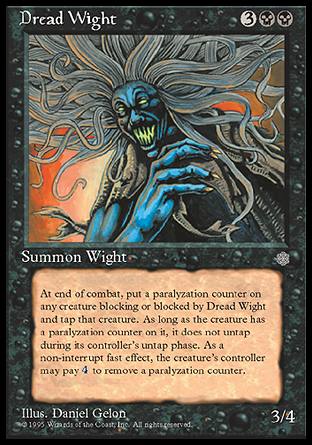 Dread Wight 3
Summon Wight
At end of combat, put a paralyzation counter on
any creature blocking or blocked by Dread Wight
and tap that creature. As long as the creature has
a paralyzation counter on it, it does not untap
during its controller's untap phase. As a
non-interrupt fast effect, the creature's controller
may pay 4 to remove a paralyzation counter.
Illus. Daniel Gelon
©1995 Wizards of the Coast, Inc. All rights reserved.
3/4